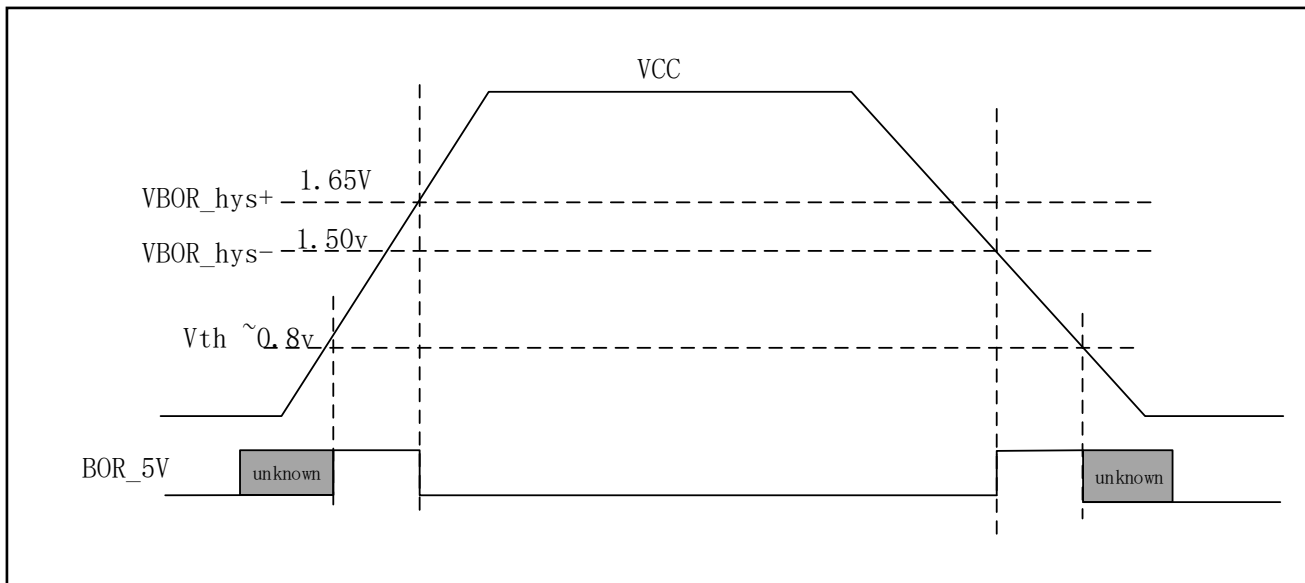 VCC
VBOR_hys+ 1.65V
VBOR_hys- 1.50v
Vth ~0.8v
BOR_5V
unknown
unknown